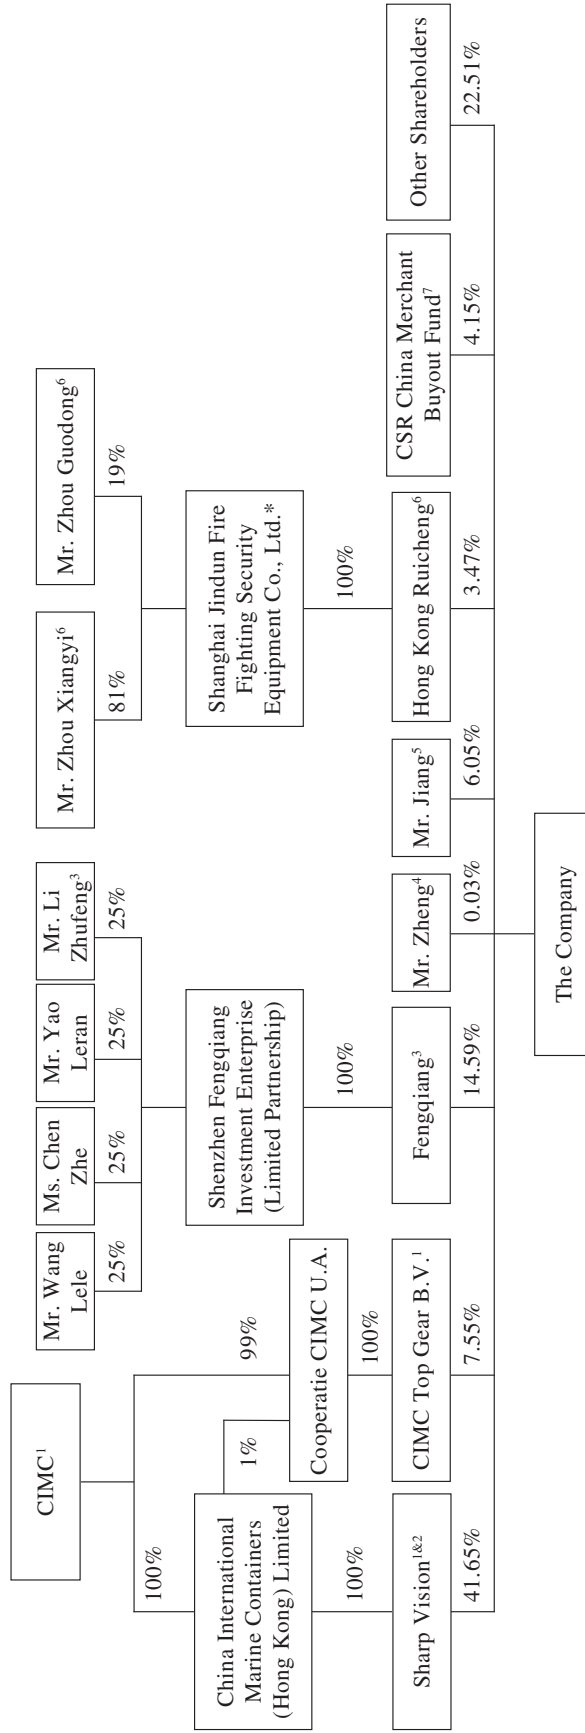 CIMC1
Mr. Wang
Lele
Ms. Chen
Zhe
Mr. Yao
Leran
Mr. Li
Zhufeng3
Mr. Zhou Xiangyi6
Mr. Zhou Guodong6
100%
99%
25%
25%
25%
25%
81%
19%
China International
Marine Containers
(Hong Kong) Limited
1%
Cooperatie CIMC U.A.
Shenzhen Fengqiang
Investment Enterprise
(Limited Partnership)
Shanghai Jindun Fire
Fighting Security
Equipment Co., Ltd.*
100%
100%
100%
100%
Sharp Vision1&2
CIMC Top Gear B.V.1
Fengqiang3
Mr. Zheng4
Mr. Jiang5
Hong Kong Ruicheng6
CSR China Merchant
Buyout Fund7
Other Shareholders
41.65%
7.55%
14.59%
0.03%
6.05%
3.47%
4.15%
22.51%
The Company